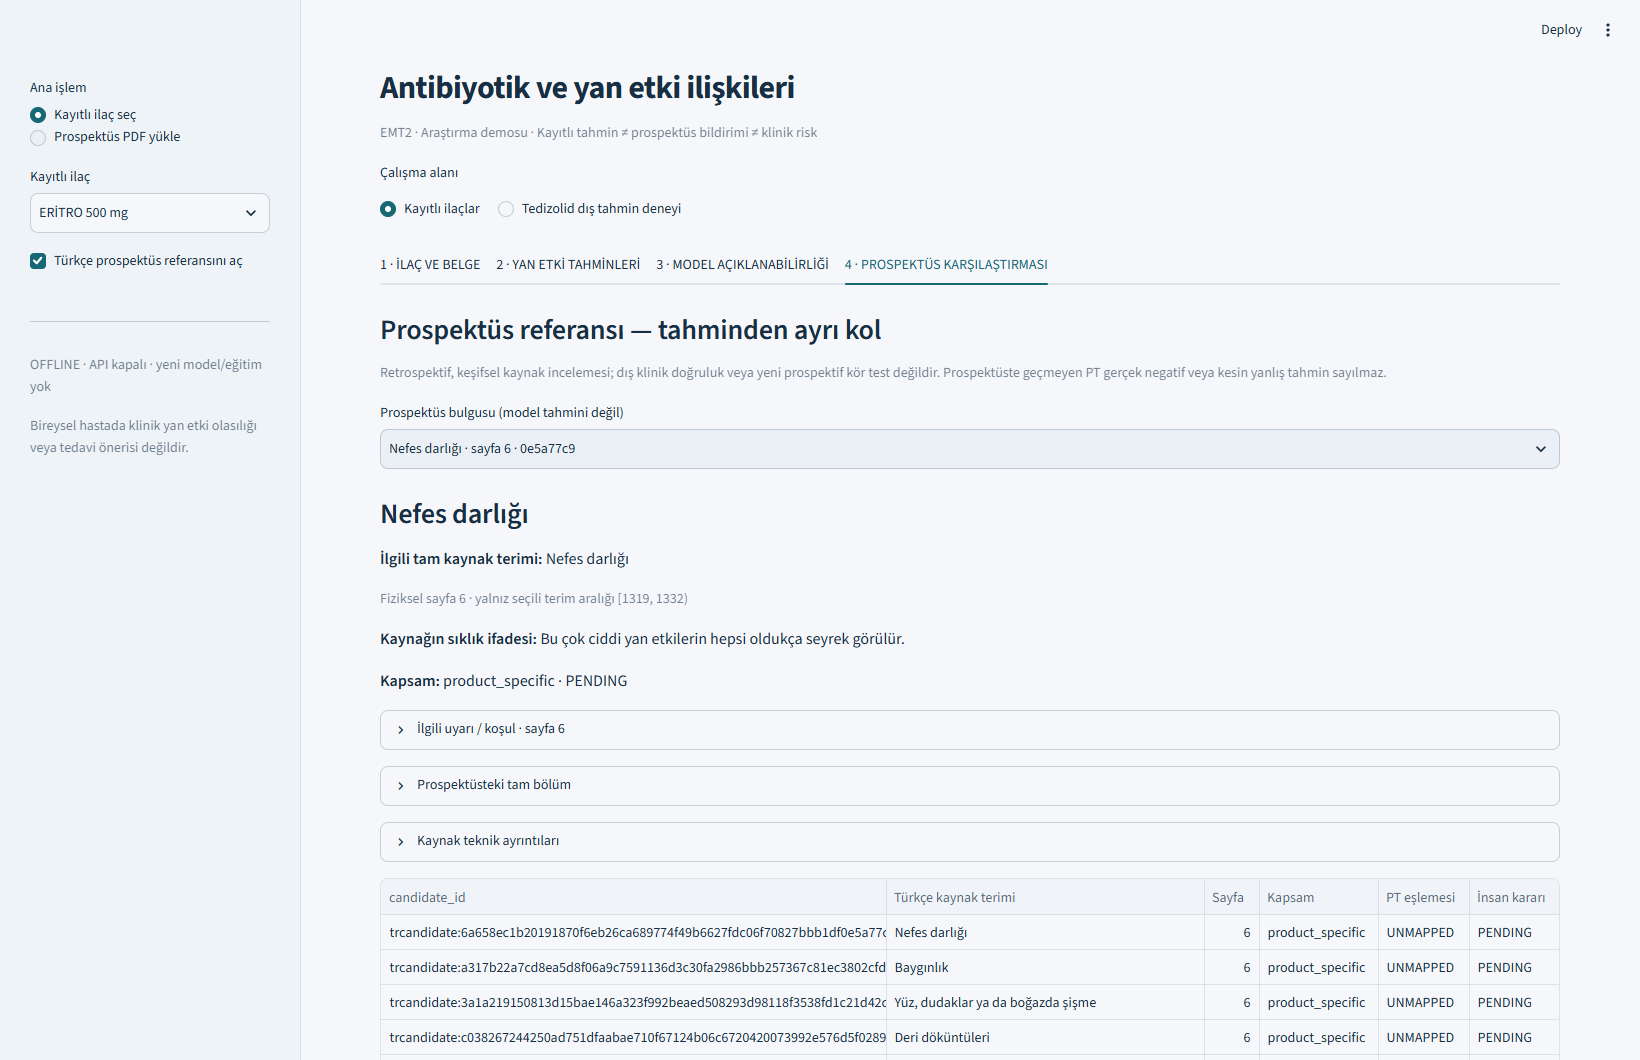 Deploy
Ana işlem
Kayıtlı ilaç seç
Prospektüs PDF yükle
Kayıtlı ilaç
ERİTRO 500 mg
Türkçe prospektüs referansını aç
OFFLINE · API kapalı · yeni model/eğitim
yok
Bireysel hastada klinik yan etki olasılığı
veya tedavi önerisi değildir.
Antibiyotik ve yan etki ilişkileri
EMT2 · Araştırma demosu · Kayıtlı tahmin ≠ prospektüs bildirimi ≠ klinik risk
Çalışma alanı
Kayıtlı ilaçlar Tedizolid dış tahmin deneyi
1 · İLAÇ VE BELGE 2 · YAN ETKİ TAHMİNLERİ 3 · MODEL AÇIKLANABİLİRLİĞİ 4 · PROSPEKTÜS KARŞILAŞTIRMASI
Prospektüs referansı — tahminden ayrı kol
Retrospektif, keşifsel kaynak incelemesi; dış klinik doğruluk veya yeni prospektif kör test değildir. Prospektüste geçmeyen PT gerçek negatif veya kesin yanlış tahmin sayılmaz.
Prospektüs bulgusu (model tahmini değil)
Nefes darlığı · sayfa 6 · 0e5a77c9
Nefes darlığı
İlgili tam kaynak terimi: Nefes darlığı
Fiziksel sayfa 6 · yalnız seçili terim aralığı [1319, 1332)
Kaynağın sıklık ifadesi: Bu çok ciddi yan etkilerin hepsi oldukça seyrek görülür.
Kapsam: product_specific · PENDING
İlgili uyarı / koşul · sayfa 6
Prospektüsteki tam bölüm
Kaynak teknik ayrıntıları
candidate_id Türkçe kaynak terimi Sayfa Kapsam PT eşlemesi İnsan kararı
trcandidate:6a658ec1b20191870f6eb26ca689774f49b6627fdc06f70827bbb1df0e5a77c Nefes darlığı 6 product_specific UNMAPPED PENDING
trcandidate:a317b22a7cd8ea5d8f06a9c7591136d3c30fa2986bbb257367c81ec3802cfd Baygınlık 6 product_specific UNMAPPED PENDING
trcandidate:3a1a219150813d15bae146a323f992beaed508293d98118f3538fd1c21d42c Yüz, dudaklar ya da boğazda şişme 6 product_specific UNMAPPED PENDING
trcandidate:c038267244250ad751dfaabae710f67124b06c6720420073992e576d5f0289 Deri döküntüleri 6 product_specific UNMAPPED PENDING